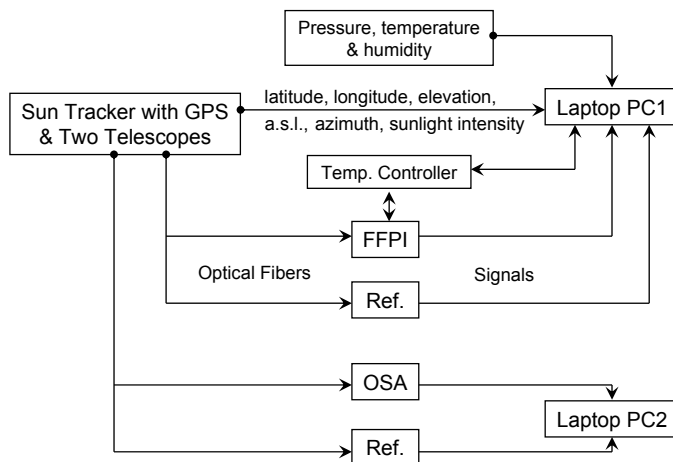 Pressure, temperature
& humidity
Sun Tracker with GPS
& Two Telescopes
latitude, longitude, elevation,
a.s.l., azimuth, sunlight intensity
Laptop PC1
Temp. Controller
FFPI
Optical Fibers
Signals
Ref.
OSA
Laptop PC2
Ref.